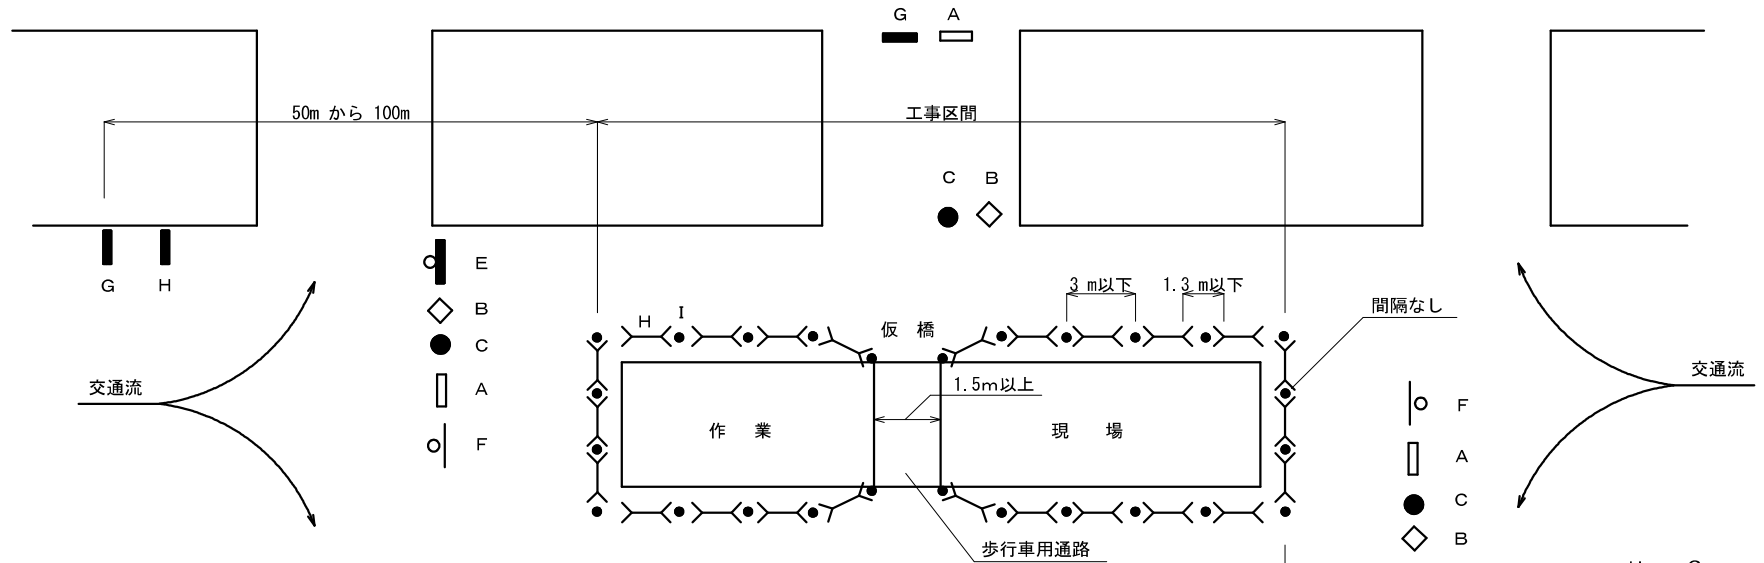 G A
50m から 100m
工事区間
C B
G H
E
B
C
A
F
H I
仮 橋
3 m以下
1.3 m以下
間隔なし
交通流
1.5m以上
作 業
現 場
交通流
F
A
C
B
歩行車用通路